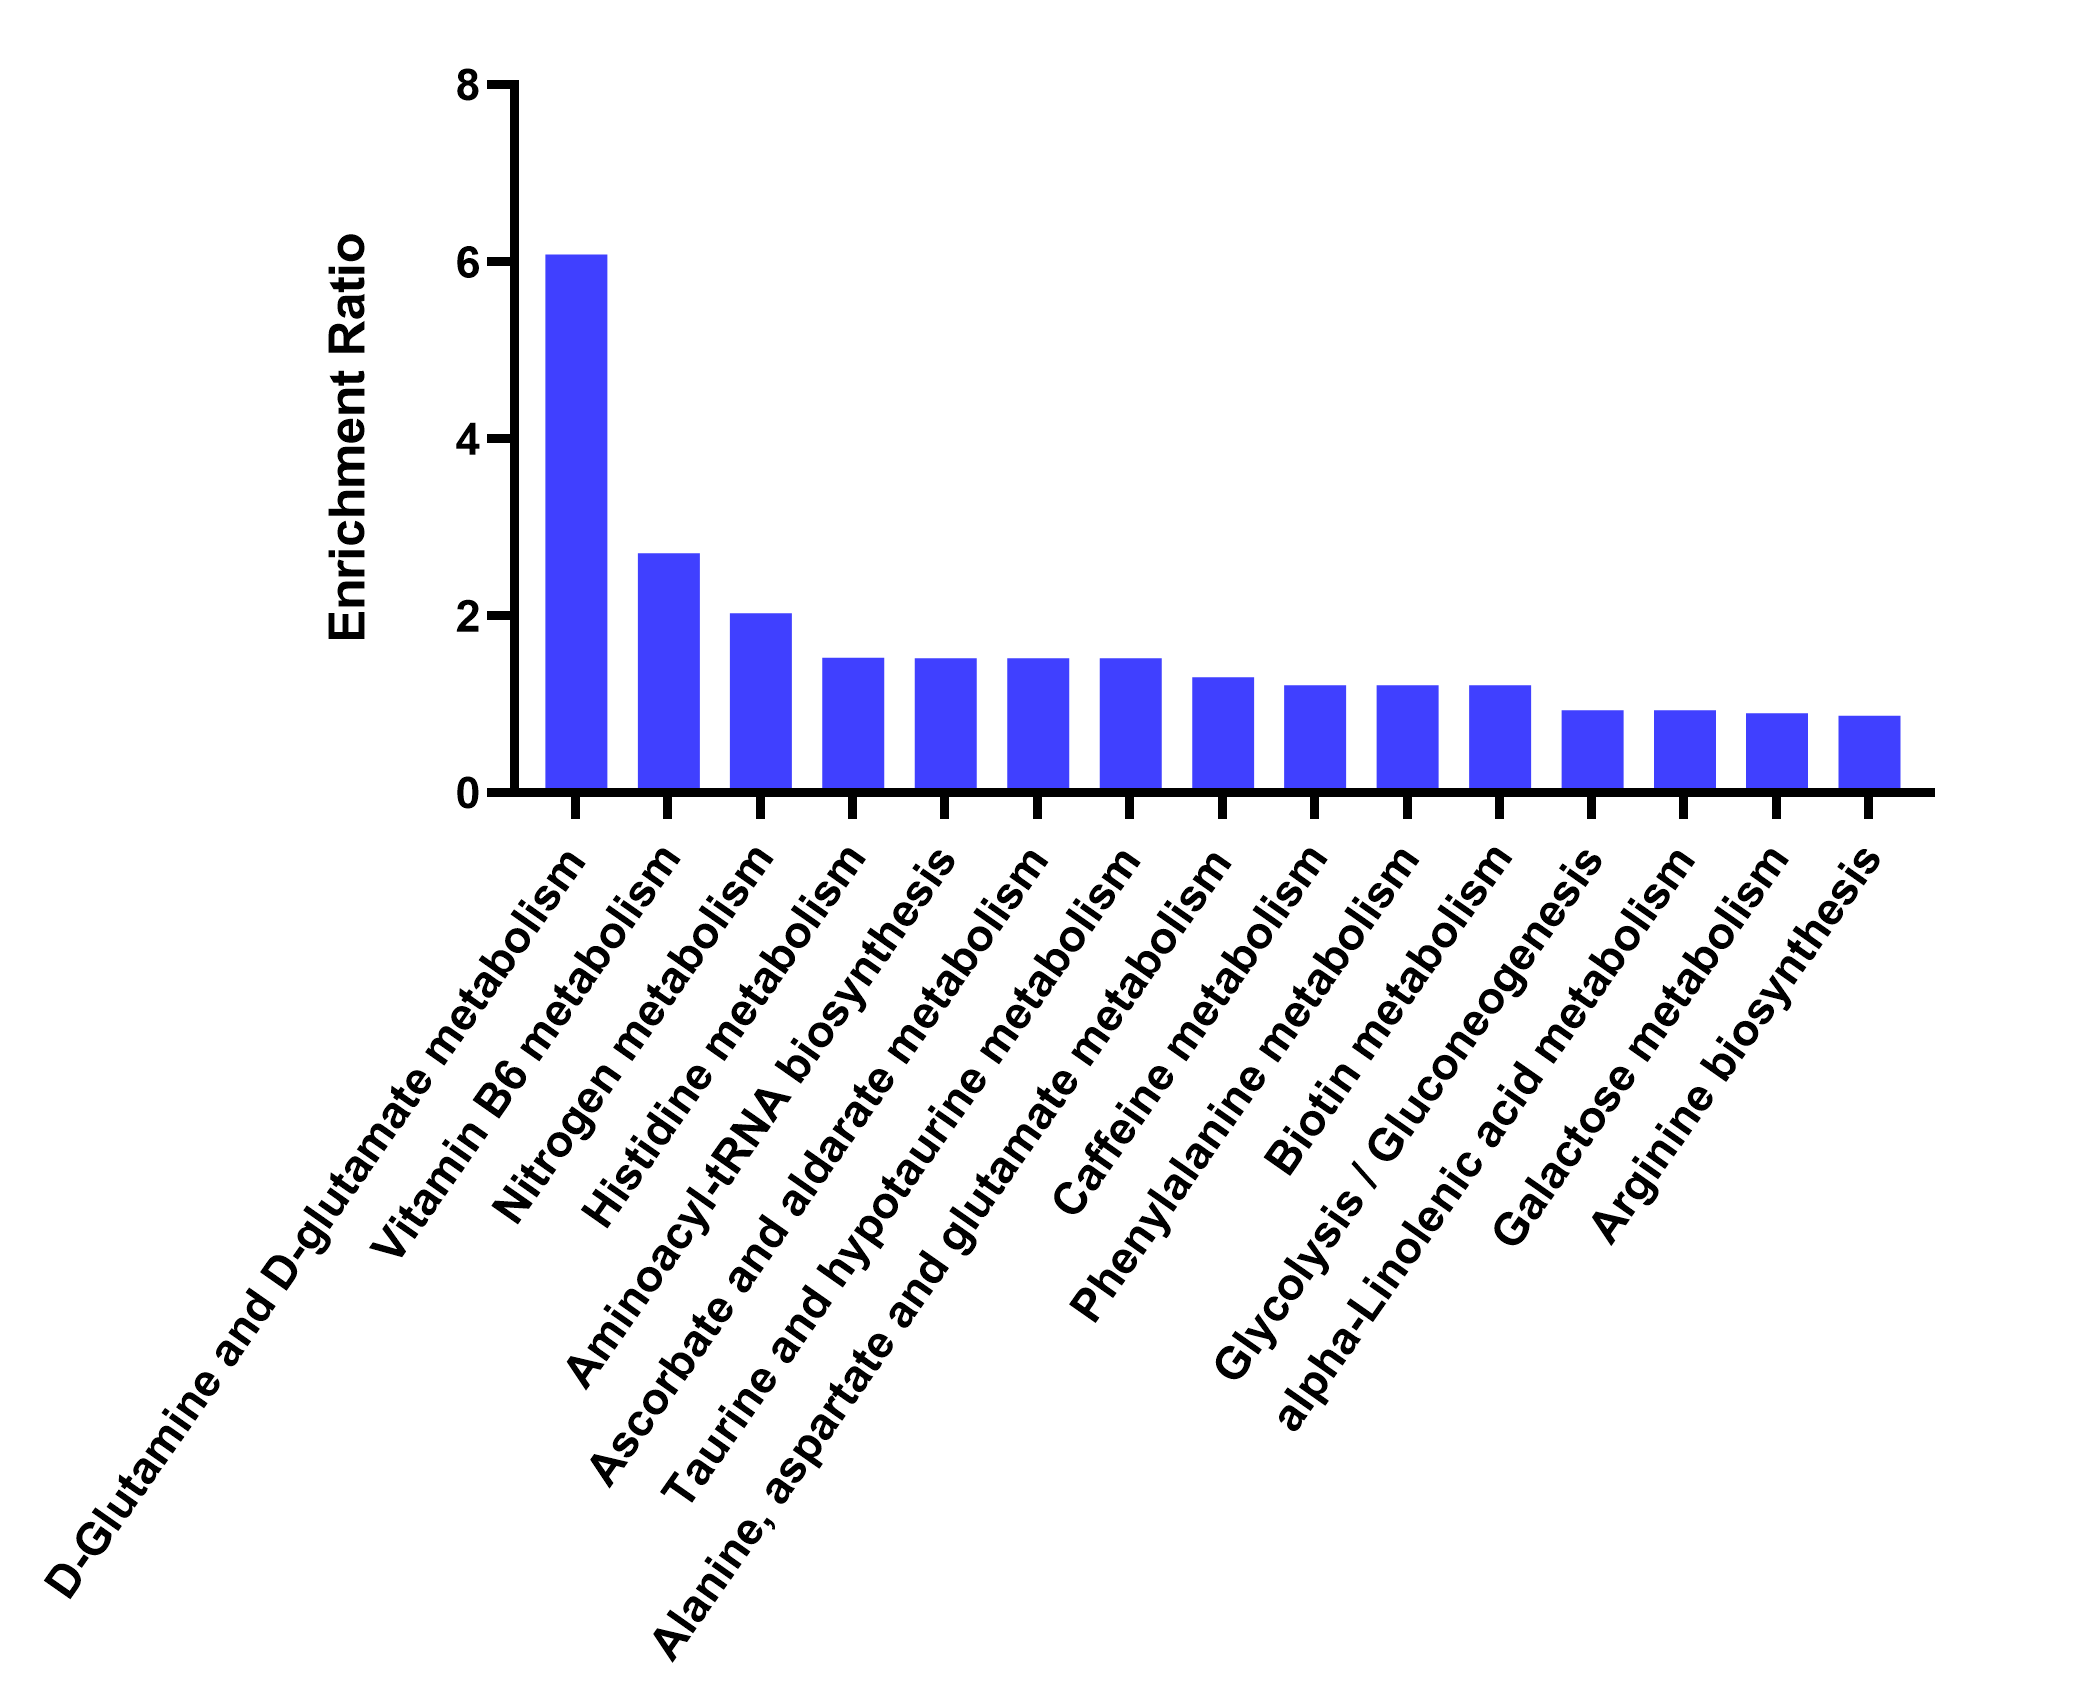 Enrichment Ratio
8
6
4
2
0
D-Glutamine and D-glutamate metabolism
Vitamin B6 metabolism
Nitrogen metabolism
Histidine metabolism
Aminoacyl-tRNA biosynthesis
Ascorbate and aldarate metabolism
Taurine and hypotaurine metabolism
Alanine, aspartate and glutamate metabolism
Caffeine metabolism
Phenylalanine metabolism
Biotin metabolism
Glycolysis / Gluconeogenesis
alpha-Linolenic acid metabolism
Galactose metabolism
Arginine biosynthesis